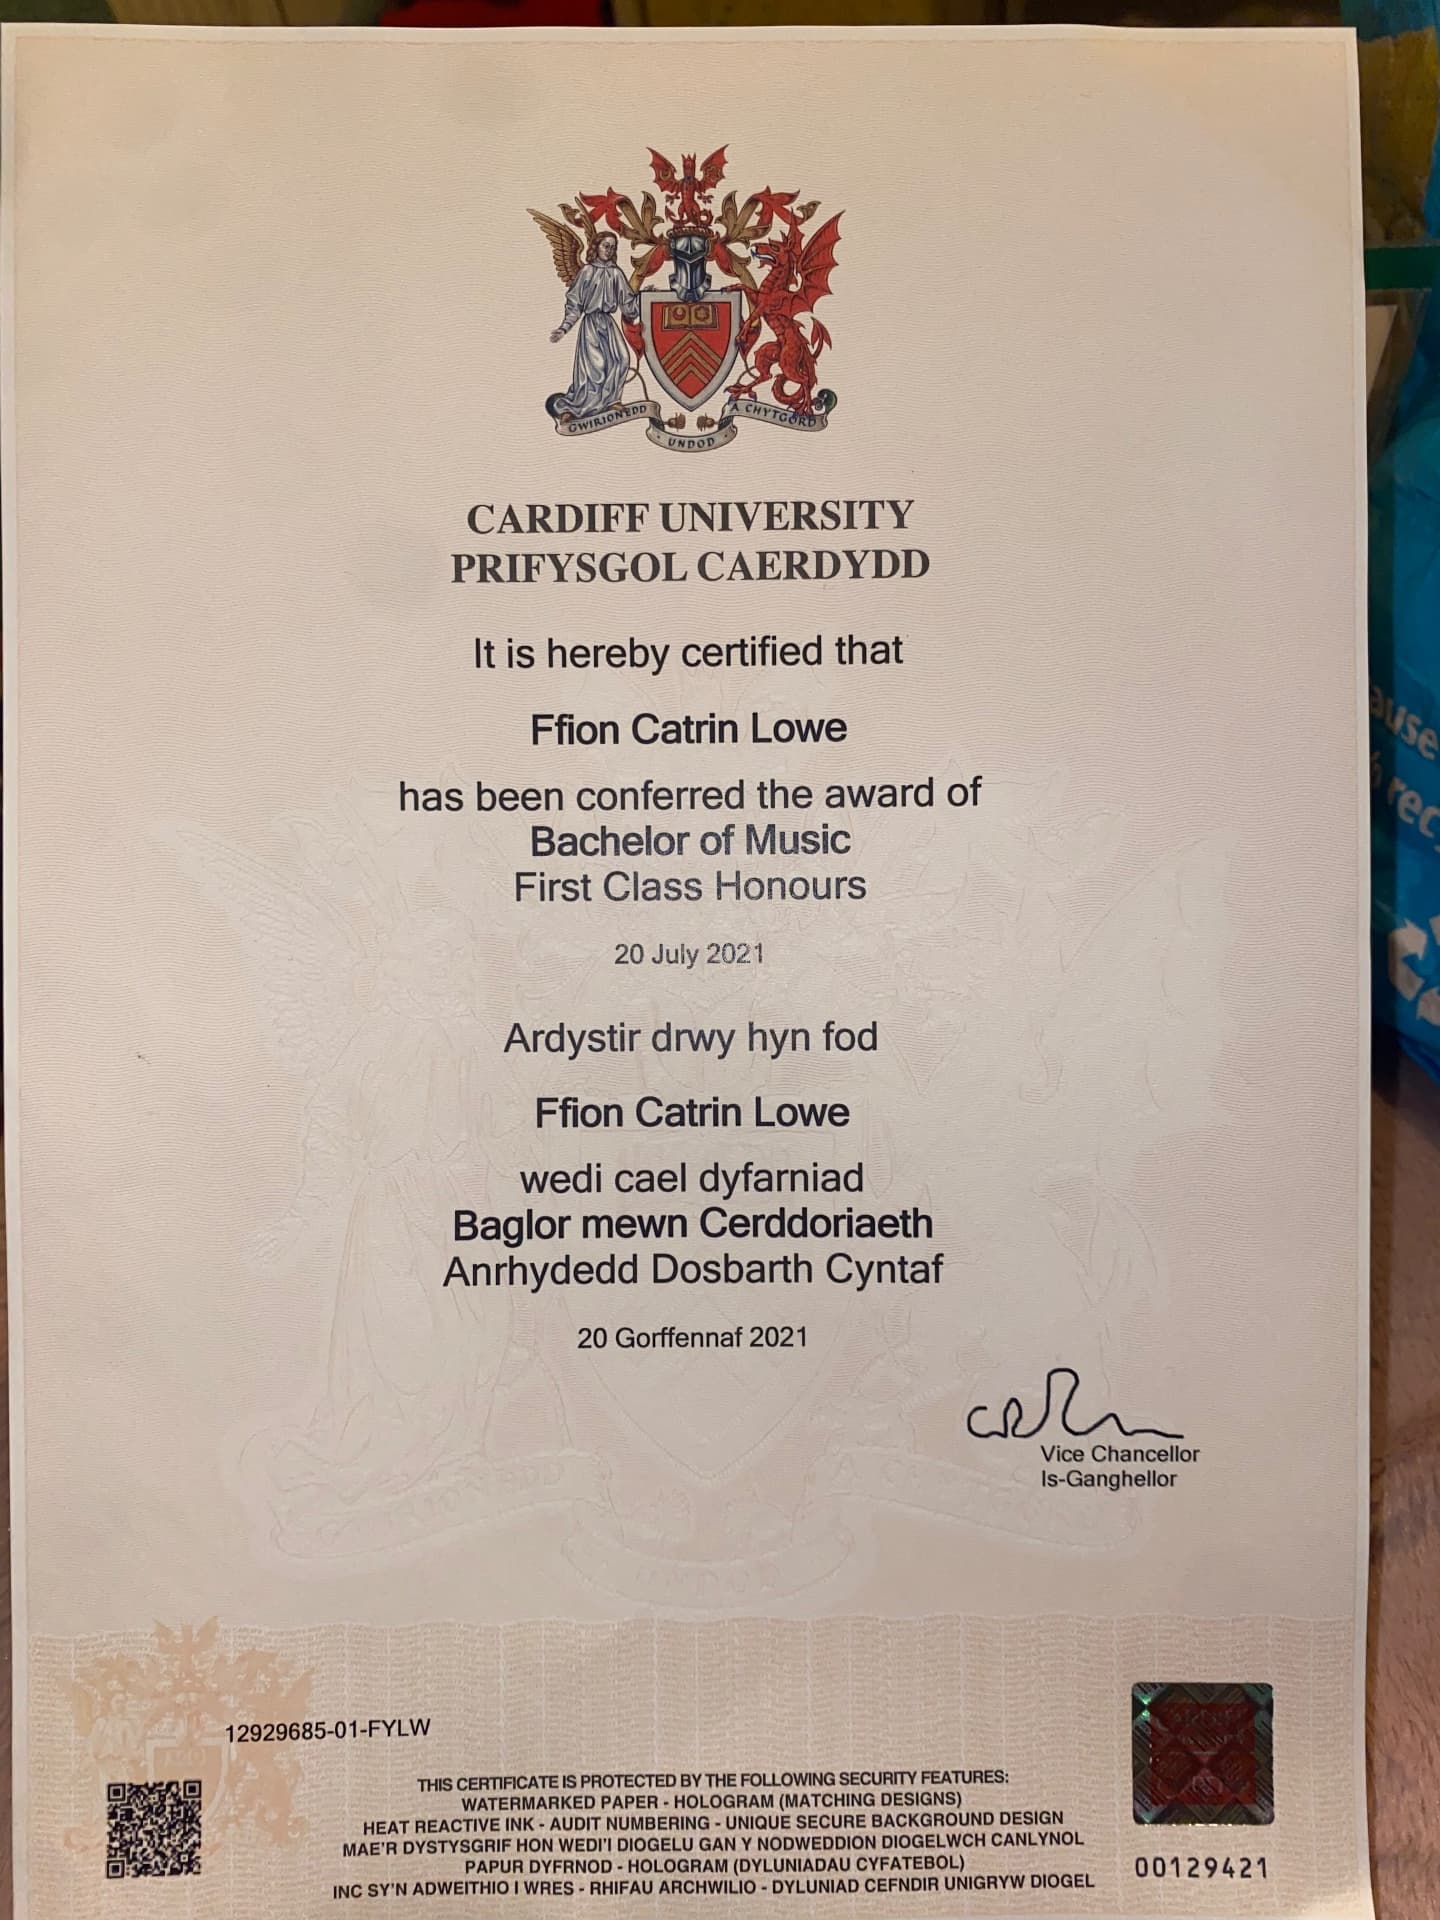 GWIRIONEDD UNDOD A CHYTGORD
CARDIFF UNIVERSITY
PRIFYSGOL CAERDYDD
It is hereby certified that
Ffion Catrin Lowe
has been conferred the award of
Bachelor of Music
First Class Honours
20 July 2021
Ardystir drwy hyn fod
Ffion Catrin Lowe
wedi cael dyfarniad
Baglor mewn Cerddoriaeth
Anrhydedd Dosbarth Cyntaf
20 Gorffennaf 2021
Vice Chancellor
Is-Ganghellor
12929685-01-FYLW
THIS CERTIFICATE IS PROTECTED BY THE FOLLOWING SECURITY FEATURES:
WATERMARKED PAPER - HOLOGRAM (MATCHING DESIGNS)
HEAT REACTIVE INK - AUDIT NUMBERING - UNIQUE SECURE BACKGROUND DESIGN
MAE'R DYSTYSGRIF HON WEDI'I DIOGELU GAN Y NODWEDDION DIOGELWCH CANLYNOL
PAPUR DYFRNOD - HOLOGRAM (DYLUNIADAU CYFATEBOL)
INC SY'N ADWEITHIO I WRES - RHIFAU ARCHWILIO - DYLUNIAD CEFNDIR UNIGRYW DIOGEL
00129421